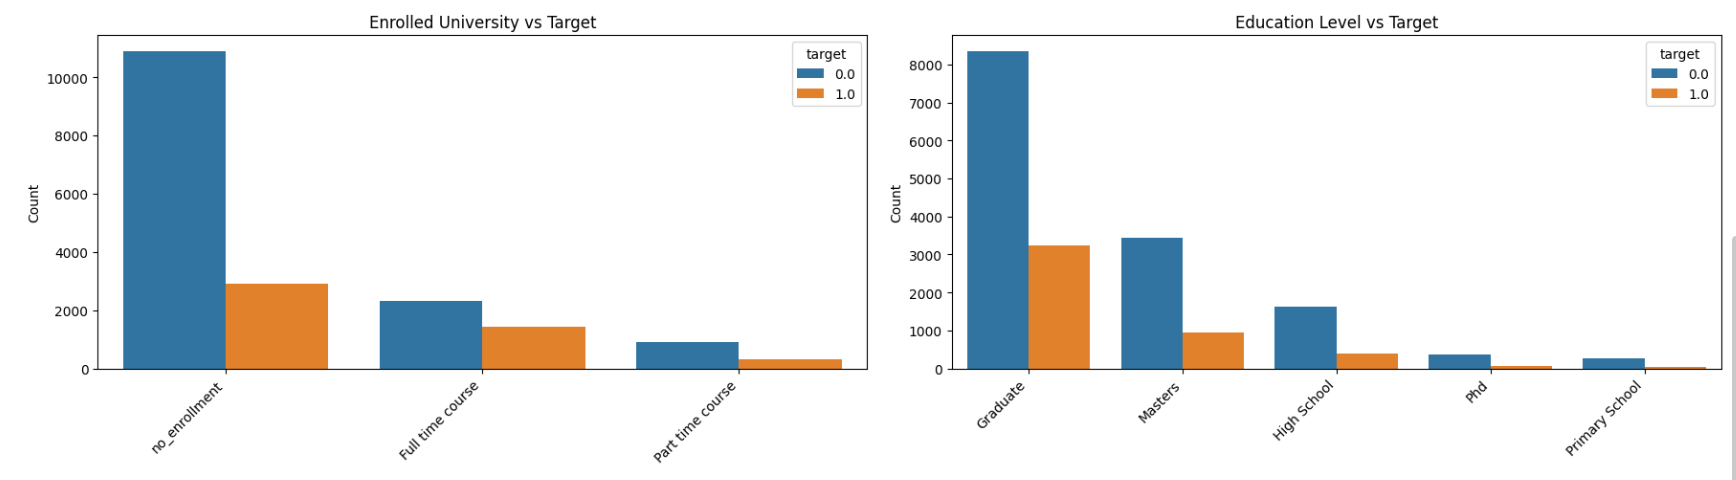 Enrolled University vs Target
Count
10000
8000
6000
4000
2000
0
target
0.0
1.0
no_enrollment
Full time course
Part time course
Education Level vs Target
Count
8000
7000
6000
5000
4000
3000
2000
1000
0
target
0.0
1.0
Graduate
Masters
High School
Phd
Primary School